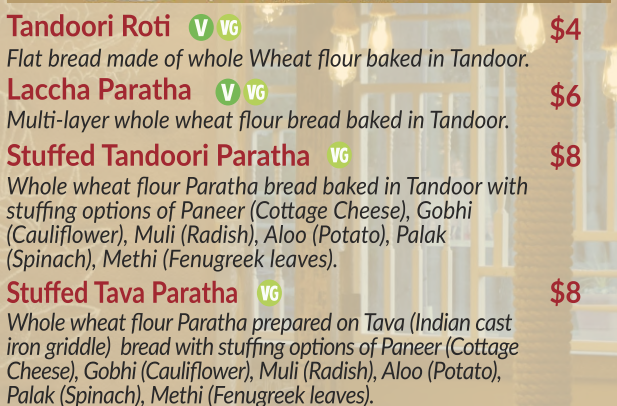 Tandoori Roti V VG $4
Flat bread made of whole Wheat flour baked in Tandoor.
Laccha Paratha V VG $6
Multi-layer whole wheat flour bread baked in Tandoor.
Stuffed Tandoori Paratha VG $8
Whole wheat flour Paratha bread baked in Tandoor with
stuffing options of Paneer (Cottage Cheese), Gobhi
(Cauliflower), Muli (Radish), Aloo (Potato), Palak
(Spinach), Methi (Fenugreek leaves).
Stuffed Tava Paratha VG $8
Whole wheat flour Paratha prepared on Tava (Indian cast
iron griddle) bread with stuffing options of Paneer (Cottage
Cheese), Gobhi (Cauliflower), Muli (Radish), Aloo (Potato),
Palak (Spinach), Methi (Fenugreek leaves).